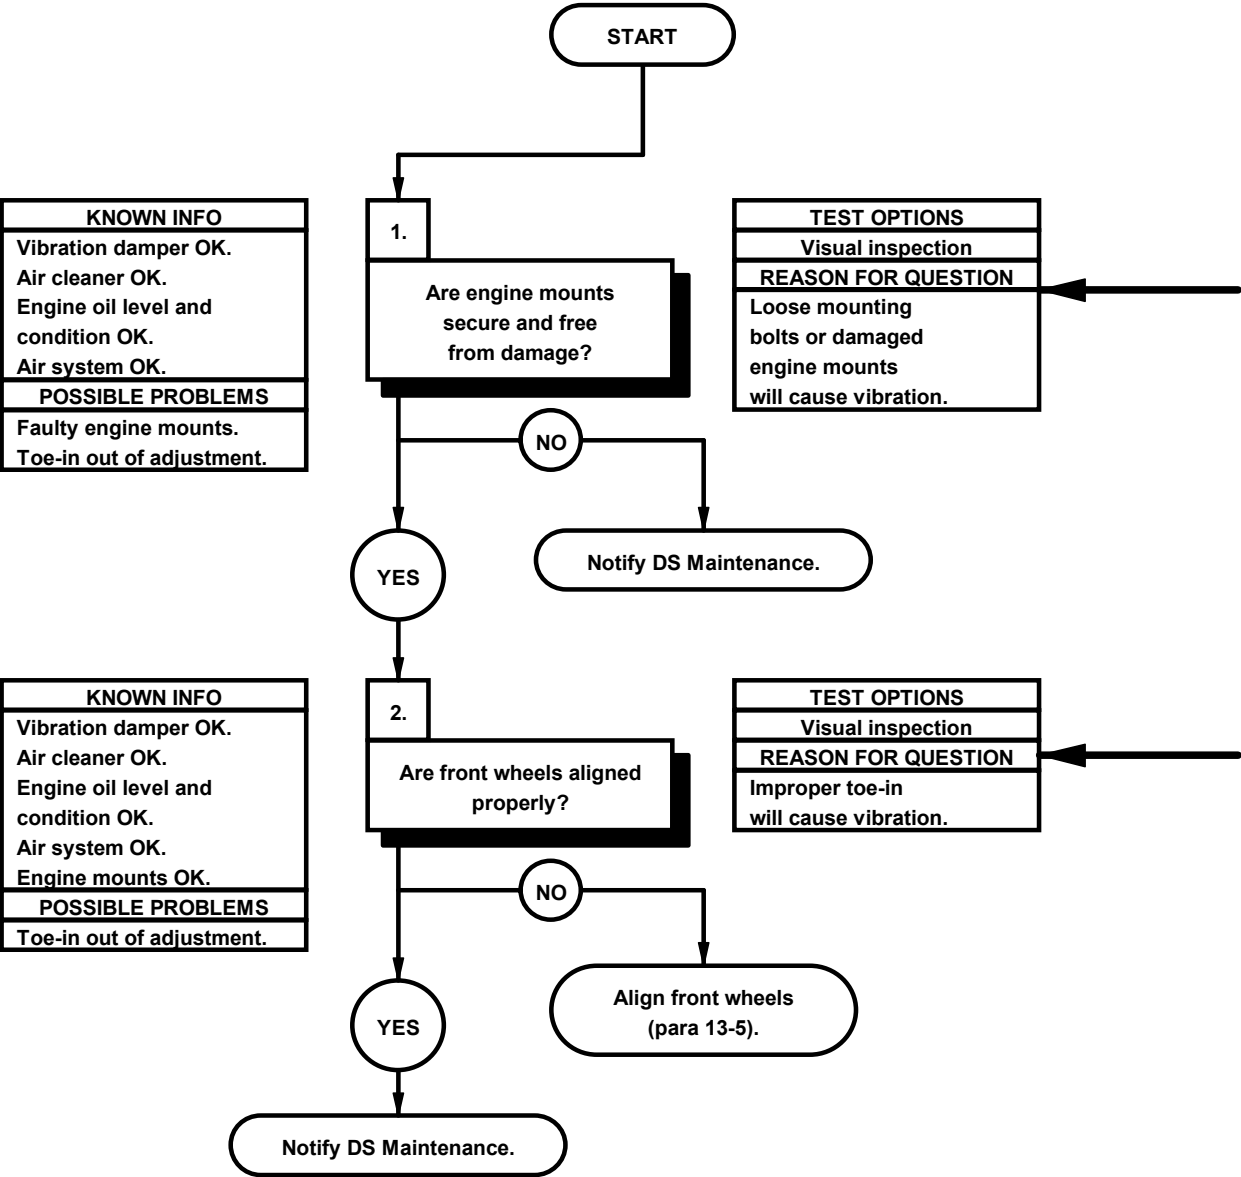 START
KNOWN INFO
Vibration damper OK.
Air cleaner OK.
Engine oil level and
condition OK.
Air system OK.
POSSIBLE PROBLEMS
Faulty engine mounts.
Toe-in out of adjustment.
1.
Are engine mounts
secure and free
from damage?
TEST OPTIONS
Visual inspection
REASON FOR QUESTION
Loose mounting
bolts or damaged
engine mounts
will cause vibration.
NO
Notify DS Maintenance.
YES
KNOWN INFO
Vibration damper OK.
Air cleaner OK.
Engine oil level and
condition OK.
Air system OK.
Engine mounts OK.
POSSIBLE PROBLEMS
Toe-in out of adjustment.
2.
Are front wheels aligned
properly?
TEST OPTIONS
Visual inspection
REASON FOR QUESTION
Improper toe-in
will cause vibration.
NO
Align front wheels
(para 13-5).
YES
Notify DS Maintenance.